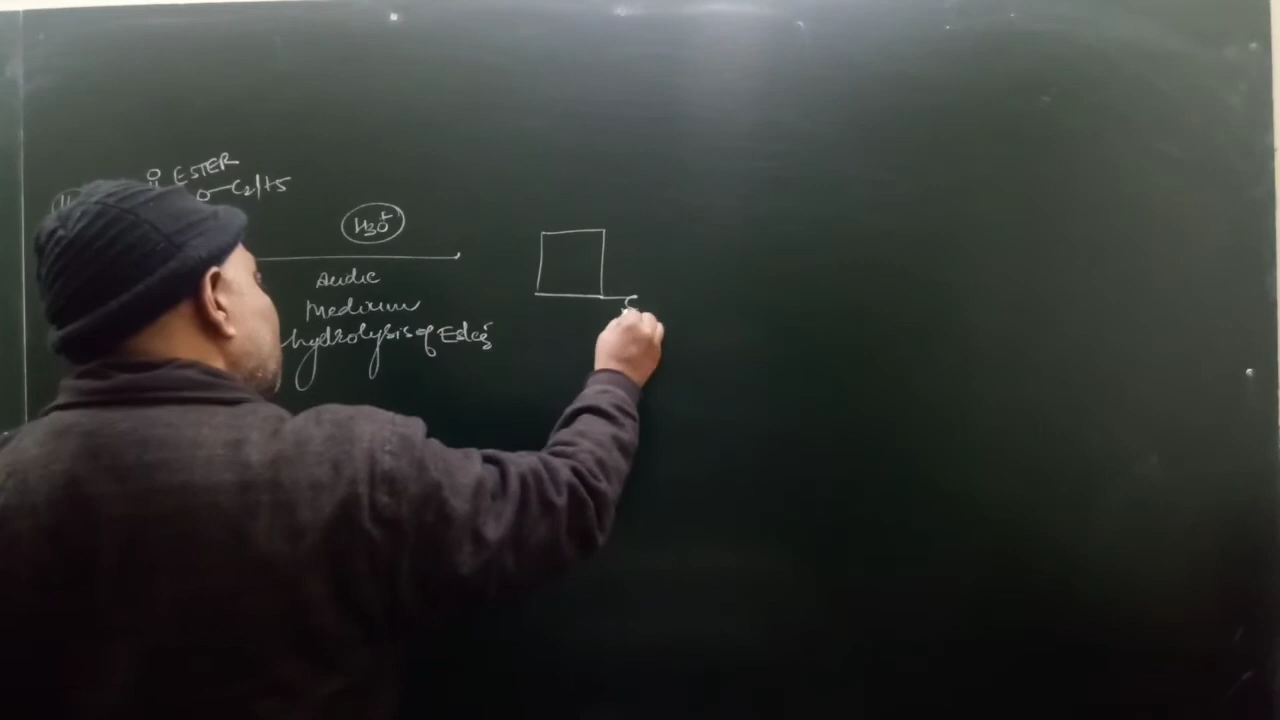 O ESTER
O-C2H5
H3O+
Acidic
Medium
hydrolysis of Ester
C